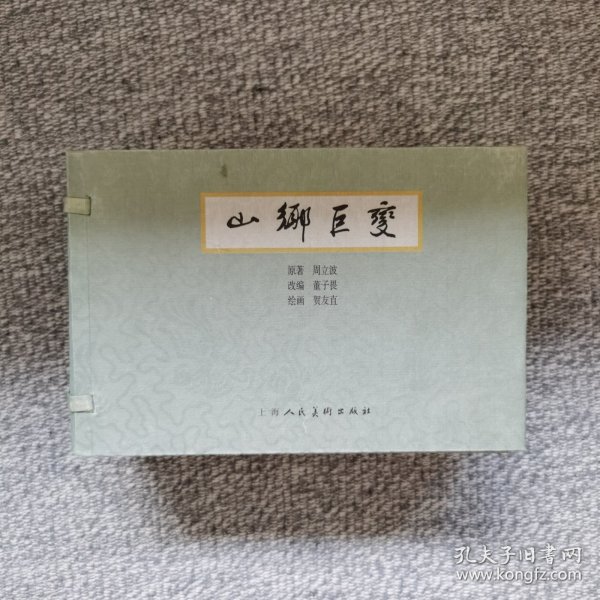 山鄉巨變
原著 周立波
改编 董子畏
绘画 贺友直
上海人民美術出版社
孔夫子旧書网
www.kongfz.com